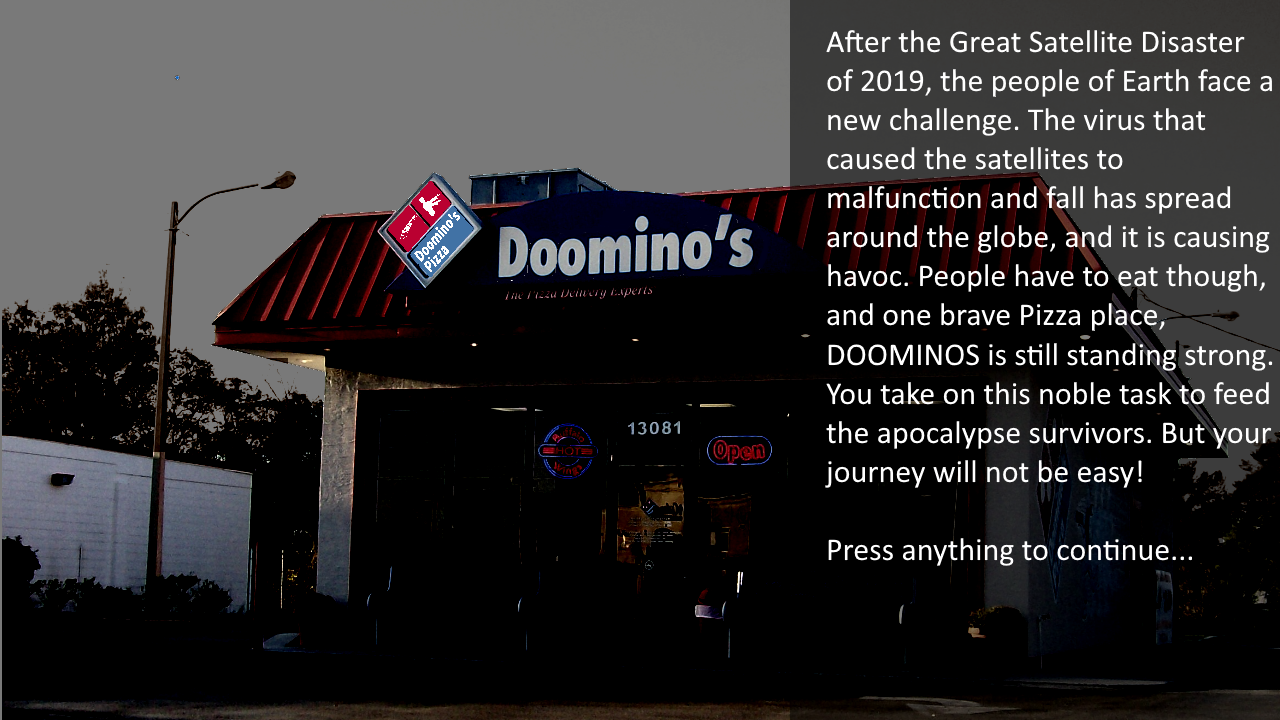 After the Great Satellite Disaster
of 2019, the people of Earth face a
new challenge. The virus that
caused the satellites to
malfunction and fall has spread
around the globe, and it is causing
havoc. People have to eat though,
and one brave Pizza place,
DOOMINOS is still standing strong.
You take on this noble task to feed
the apocalypse survivors. But your
journey will not be easy!
Press anything to continue...
Doomino's
Pizza
Doomino's
The Pizza Delivery Experts
13081
Buffalo
HOT
Wings
Open